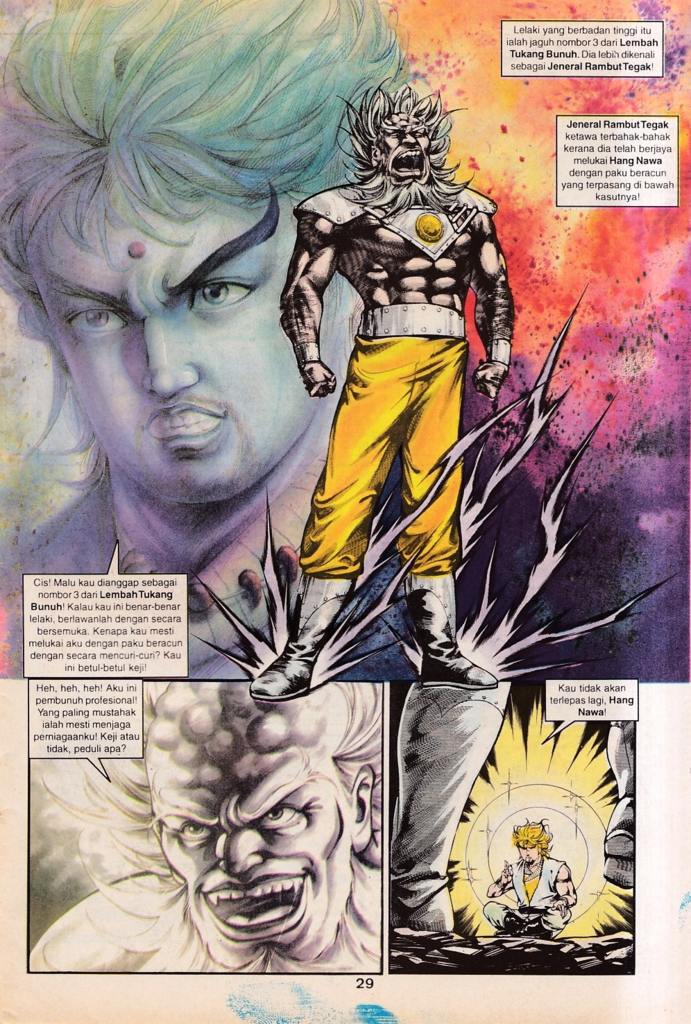 Lelaki yang berbadan tinggi itu
ialah jaguh nombor 3 dari Lembah
Tukang Bunuh. Dia lebih dikenali
sebagai Jeneral Rambut Tegak!
Jeneral Rambut Tegak
ketawa terbahak-bahak
kerana dia telah berjaya
melukai Hang Nawa
dengan paku beracun
yang terpasang di bawah
kasutnya!
Cis! Malu kau dianggap sebagai
nombor 3 dari Lembah Tukang
Bunuh! Kalau kau ini benar-benar
lelaki, berlawanlah dengan secara
bersemuka. Kenapa kau mesti
melukai aku dengan paku beracun
dengan secara mencuri-curi? Kau
ini betul-betul keji!
Heh, heh, heh! Aku ini
pembunuh profesional!
Yang paling mustahak
ialah mesti menjaga
perniagaanku! Keji atau
tidak, peduli apa?
Kau tidak akan
terlepas lagi, Hang
Nawa!
29